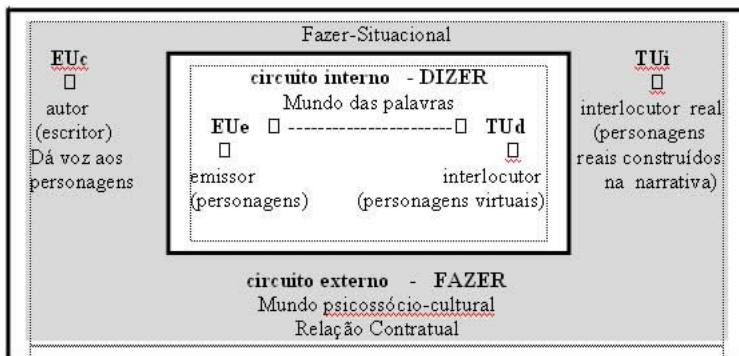 Fazer-Situacional
EUc
□
autor
(escritor)
Dá voz aos
personagens
circuito interno - DIZER
Mundo das palavras
EUe □ ----------------------□ TUd
□ □
emissor interlocutor
(personagens) (personagens virtuais)
TUi
□
interlocutor real
(personagens
reais construídos
na narrativa)
circuito externo - FAZER
Mundo psicossócio-cultural
Relação Contratual